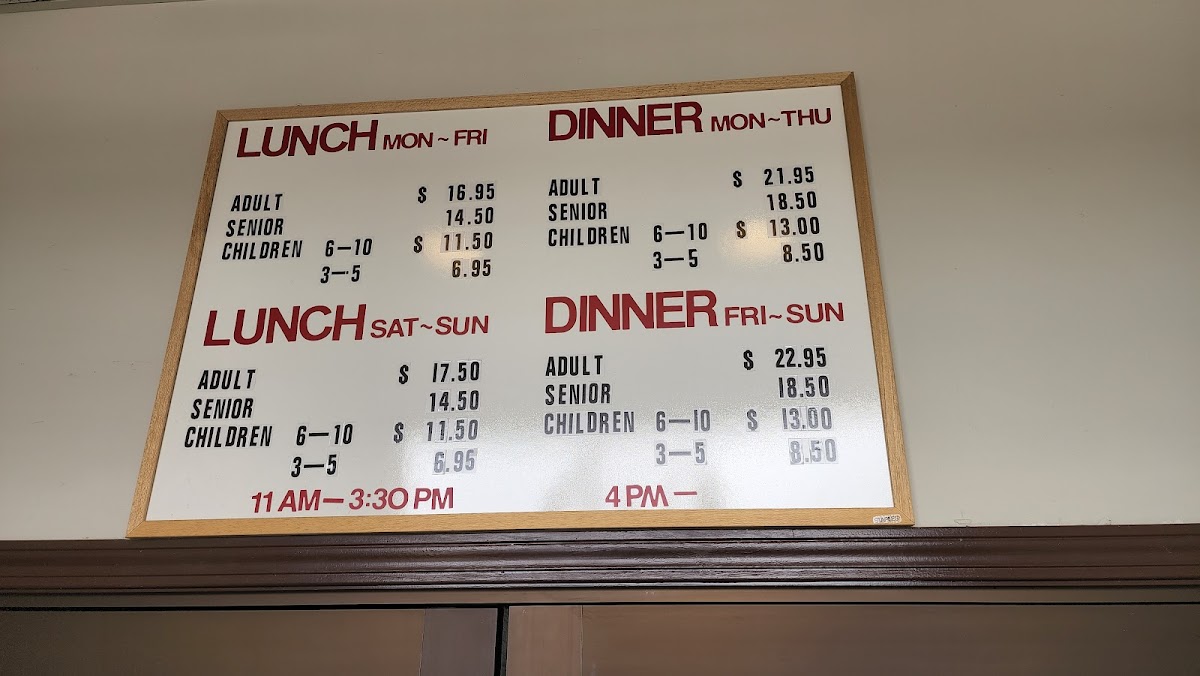 LUNCH MON~FRI
ADULT $ 16.95
SENIOR 14.50
CHILDREN 6—10 $ 11.50
3—5 6.95
DINNER MON~THU
ADULT $ 21.95
SENIOR 18.50
CHILDREN 6—10 $ 13.00
3—5 8.50
LUNCH SAT~SUN
ADULT $ 17.50
SENIOR 14.50
CHILDREN 6—10 $ 11.50
3—5 6.95
11 AM—3:30 PM
DINNER FRI~SUN
ADULT $ 22.95
SENIOR 18.50
CHILDREN 6—10 $ 13.00
3—5 8.50
4 PM —